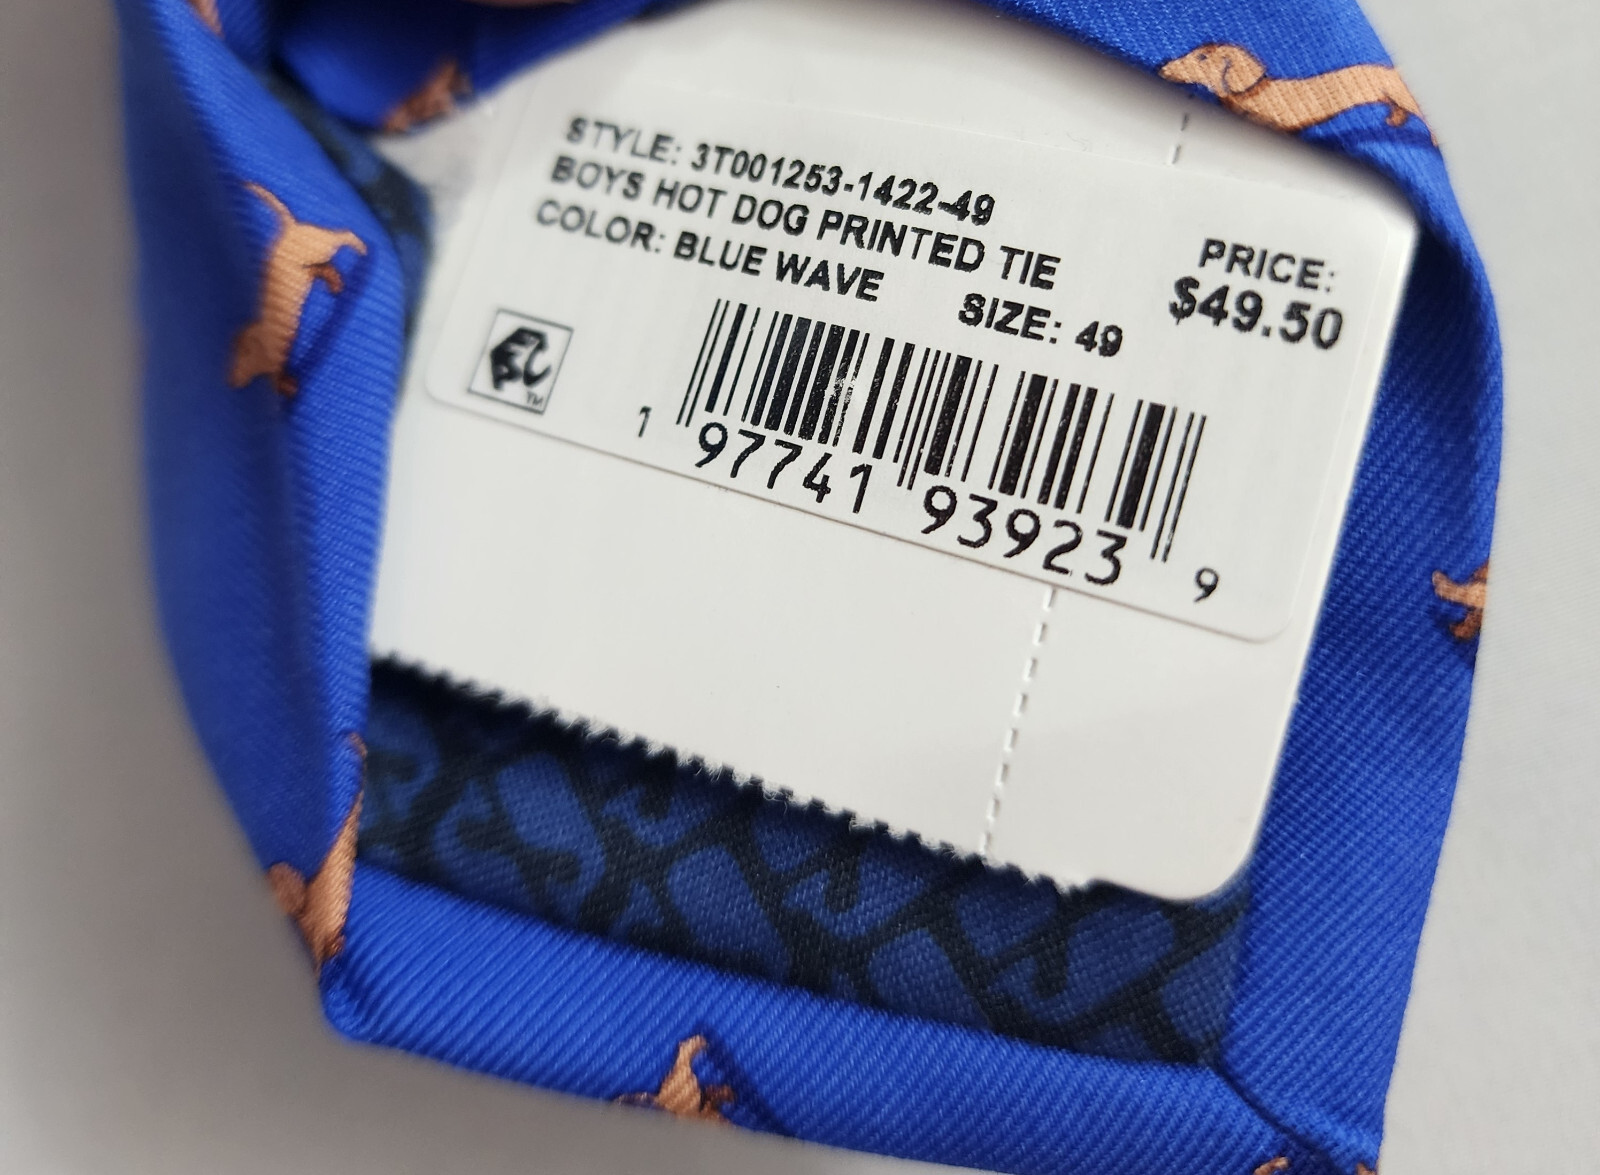 STYLE: 3T001253-1422-49
BOYS HOT DOG PRINTED TIE
COLOR: BLUE WAVE SIZE: 49
PRICE:
$49.50
TM
1 97741 93923 9